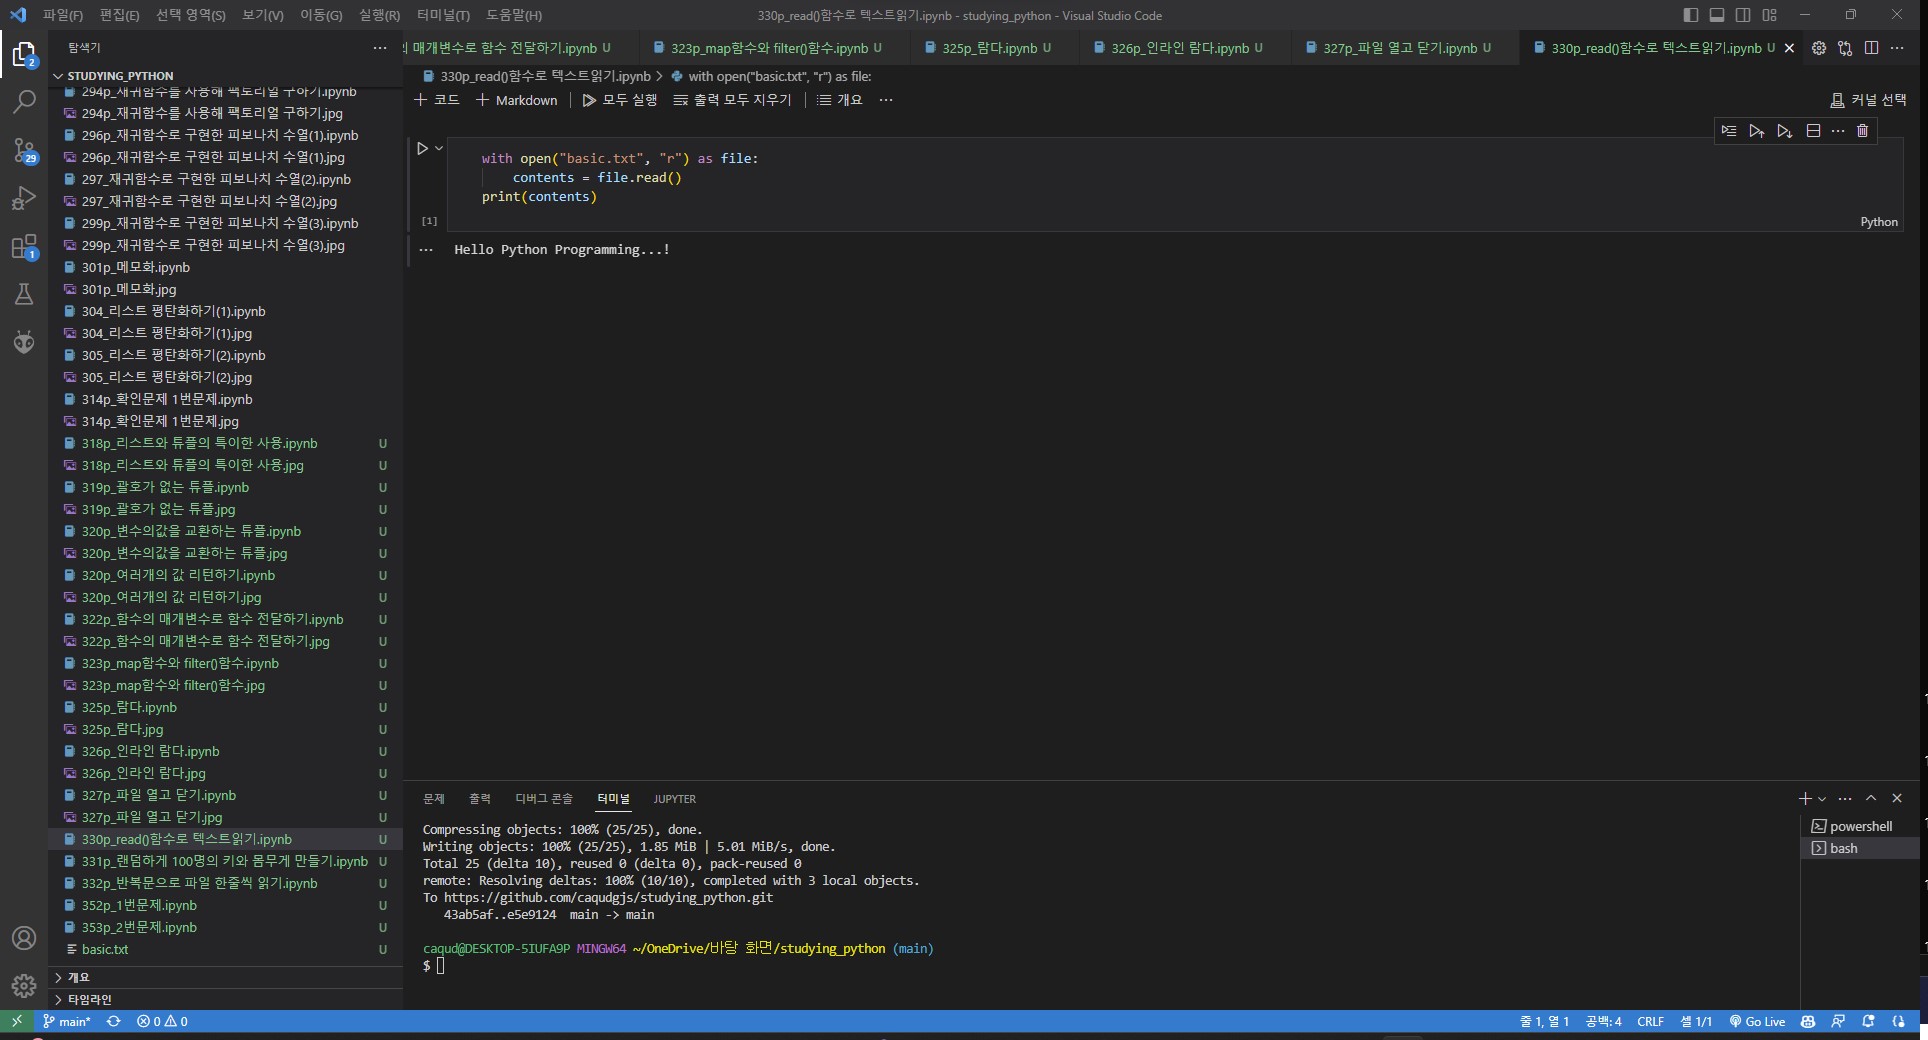 파일(F) 편집(E) 선택 영역(S) 보기(V) 이동(G) 실행(R) 터미널(T) 도움말(H)
330p_read()함수로 텍스트읽기.ipynb - studying_python - Visual Studio Code
탐색기
매개변수로 함수 전달하기.ipynb U
323p_map함수와 filter()함수.ipynb U
325p_람다.ipynb U
326p_인라인 람다.ipynb U
327p_파일 열고 닫기.ipynb U
330p_read()함수로 텍스트읽기.ipynb U
STUDYING_PYTHON
330p_read()함수로 텍스트읽기.ipynb > with open("basic.txt", "r") as file:
+ 코드 + Markdown 모두 실행 출력 모두 지우기 개요 ...
커널 선택
294p_재귀함수를 사용해 팩토리얼 구하기.ipynb
294p_재귀함수를 사용해 팩토리얼 구하기.jpg
296p_재귀함수로 구현한 피보나치 수열(1).ipynb
296p_재귀함수로 구현한 피보나치 수열(1).jpg
297_재귀함수로 구현한 피보나치 수열(2).ipynb
297_재귀함수로 구현한 피보나치 수열(2).jpg
299p_재귀함수로 구현한 피보나치 수열(3).ipynb
299p_재귀함수로 구현한 피보나치 수열(3).jpg
301p_메모화.ipynb
301p_메모화.jpg
304_리스트 평탄화하기(1).ipynb
304_리스트 평탄화하기(1).jpg
305_리스트 평탄화하기(2).ipynb
305_리스트 평탄화하기(2).jpg
314p_확인문제 1번문제.ipynb
314p_확인문제 1번문제.jpg
318p_리스트와 튜플의 특이한 사용.ipynb U
318p_리스트와 튜플의 특이한 사용.jpg U
319p_괄호가 없는 튜플.ipynb U
319p_괄호가 없는 튜플.jpg U
320p_변수의값을 교환하는 튜플.ipynb U
320p_변수의값을 교환하는 튜플.jpg U
320p_여러개의 값 리턴하기.ipynb U
320p_여러개의 값 리턴하기.jpg U
322p_함수의 매개변수로 함수 전달하기.ipynb U
322p_함수의 매개변수로 함수 전달하기.jpg U
323p_map함수와 filter()함수.ipynb U
323p_map함수와 filter()함수.jpg U
325p_람다.ipynb U
325p_람다.jpg U
326p_인라인 람다.ipynb U
326p_인라인 람다.jpg U
327p_파일 열고 닫기.ipynb U
327p_파일 열고 닫기.jpg U
330p_read()함수로 텍스트읽기.ipynb U
331p_랜덤하게 100명의 키와 몸무게 만들기.ipynb U
332p_반복문으로 파일 한줄씩 읽기.ipynb U
352p_1번문제.ipynb U
353p_2번문제.ipynb U
basic.txt U
개요
타임라인
2
29
1
with open("basic.txt", "r") as file:
contents = file.read()
print(contents)
[1]
Python
Hello Python Programming...!
문제 출력 디버그 콘솔 터미널 JUPYTER
Compressing objects: 100% (25/25), done.
Writing objects: 100% (25/25), 1.85 MiB | 5.01 MiB/s, done.
Total 25 (delta 10), reused 0 (delta 0), pack-reused 0
remote: Resolving deltas: 100% (10/10), completed with 3 local objects.
To https://github.com/caqudgjs/studying_python.git
43ab5af..e5e9124 main -> main
caqud@DESKTOP-5IUFA9P MINGW64 ~/OneDrive/바탕 화면/studying_python (main)
$
powershell
bash
main* 0 0
줄 1, 열 1 공백: 4 CRLF 셀 1/1 Go Live